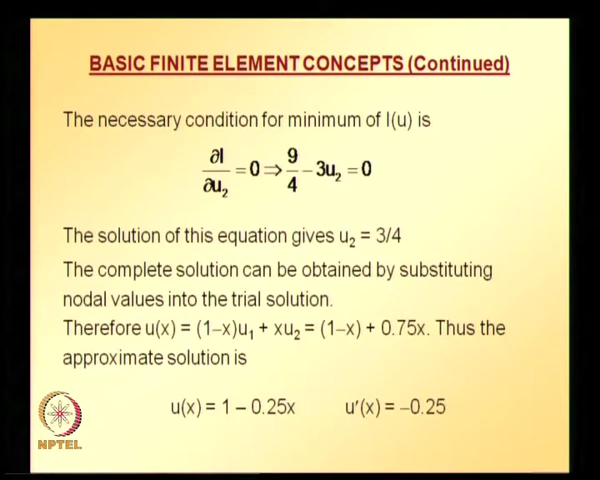 BASIC FINITE ELEMENT CONCEPTS (Continued)
The necessary condition for minimum of I(u) is
∂I/∂u₂ = 0 ⇒ 9/4 − 3u₂ = 0
The solution of this equation gives u₂ = 3/4
The complete solution can be obtained by substituting
nodal values into the trial solution.
Therefore u(x) = (1−x)u₁ + xu₂ = (1−x) + 0.75x. Thus the
approximate solution is
u(x) = 1 − 0.25x u′(x) = −0.25
NPTEL